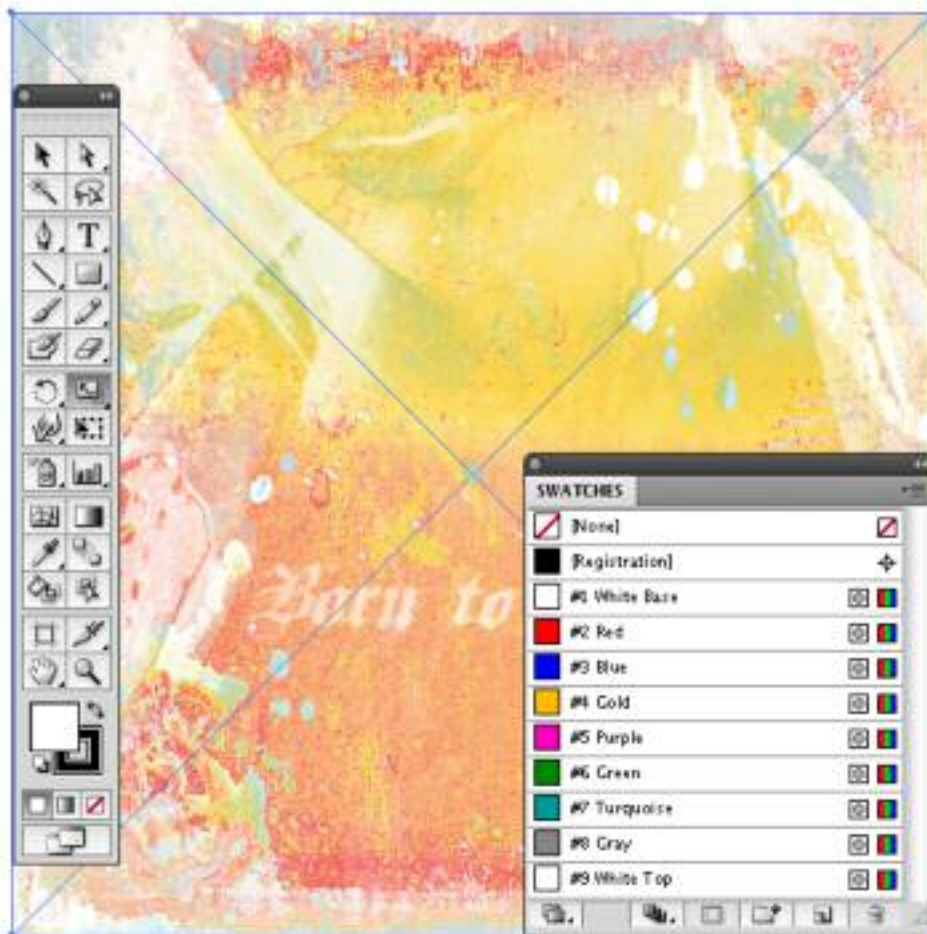 T
Born to
SWATCHES
[None]
[Registration]
#1 White Base
#2 Red
#3 Blue
#4 Gold
#5 Purple
#6 Green
#7 Turquoise
#8 Gray
#9 White Top